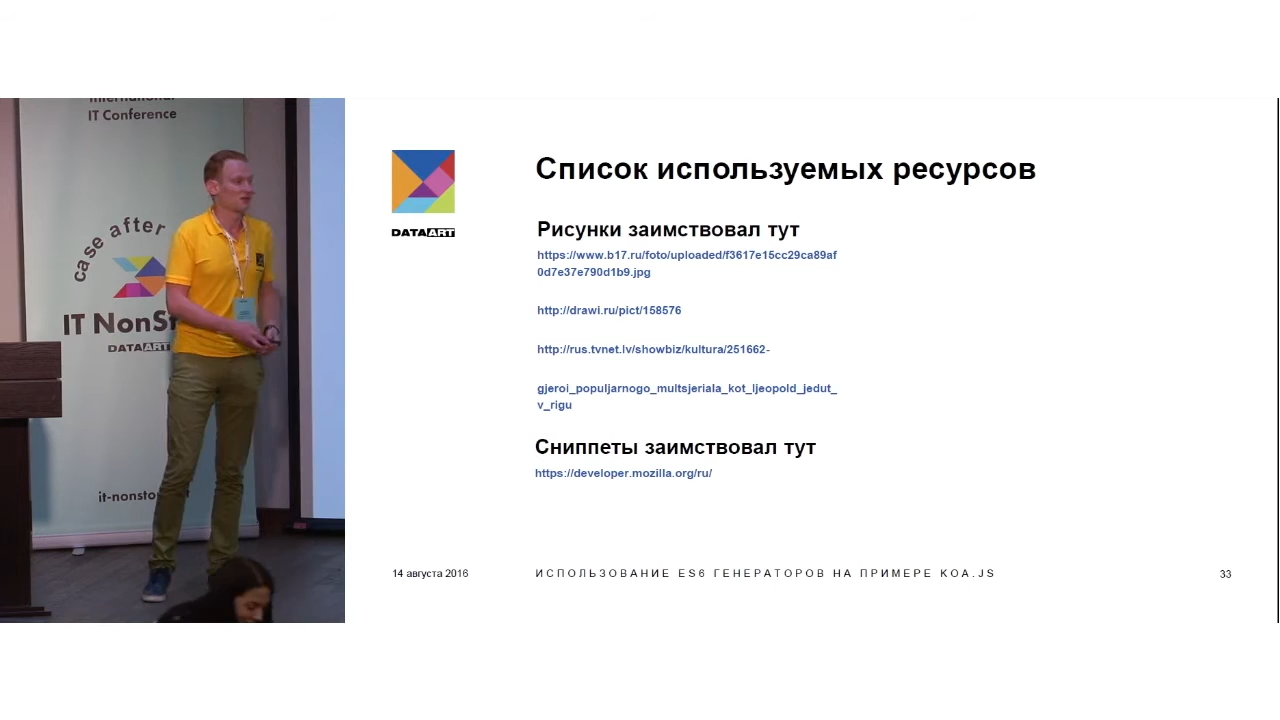 International
IT Conference
case after
IT NonSt
DATAART
it-nonsto
DATAART
Список используемых ресурсов
Рисунки заимствовал тут
https://www.b17.ru/foto/uploaded/f3617e15cc29ca89af
0d7e37e790d1b9.jpg
http://drawi.ru/pict/158576
http://rus.tvnet.lv/showbiz/kultura/251662-
gjeroi_populjarnogo_multsjeriala_kot_ljeopold_jedut_
v_rigu
Сниппеты заимствовал тут
https://developer.mozilla.org/ru/
14 августа 2016
ИСПОЛЬЗОВАНИЕ ES6 ГЕНЕРАТОРОВ НА ПРИМЕРЕ KOA.JS
33